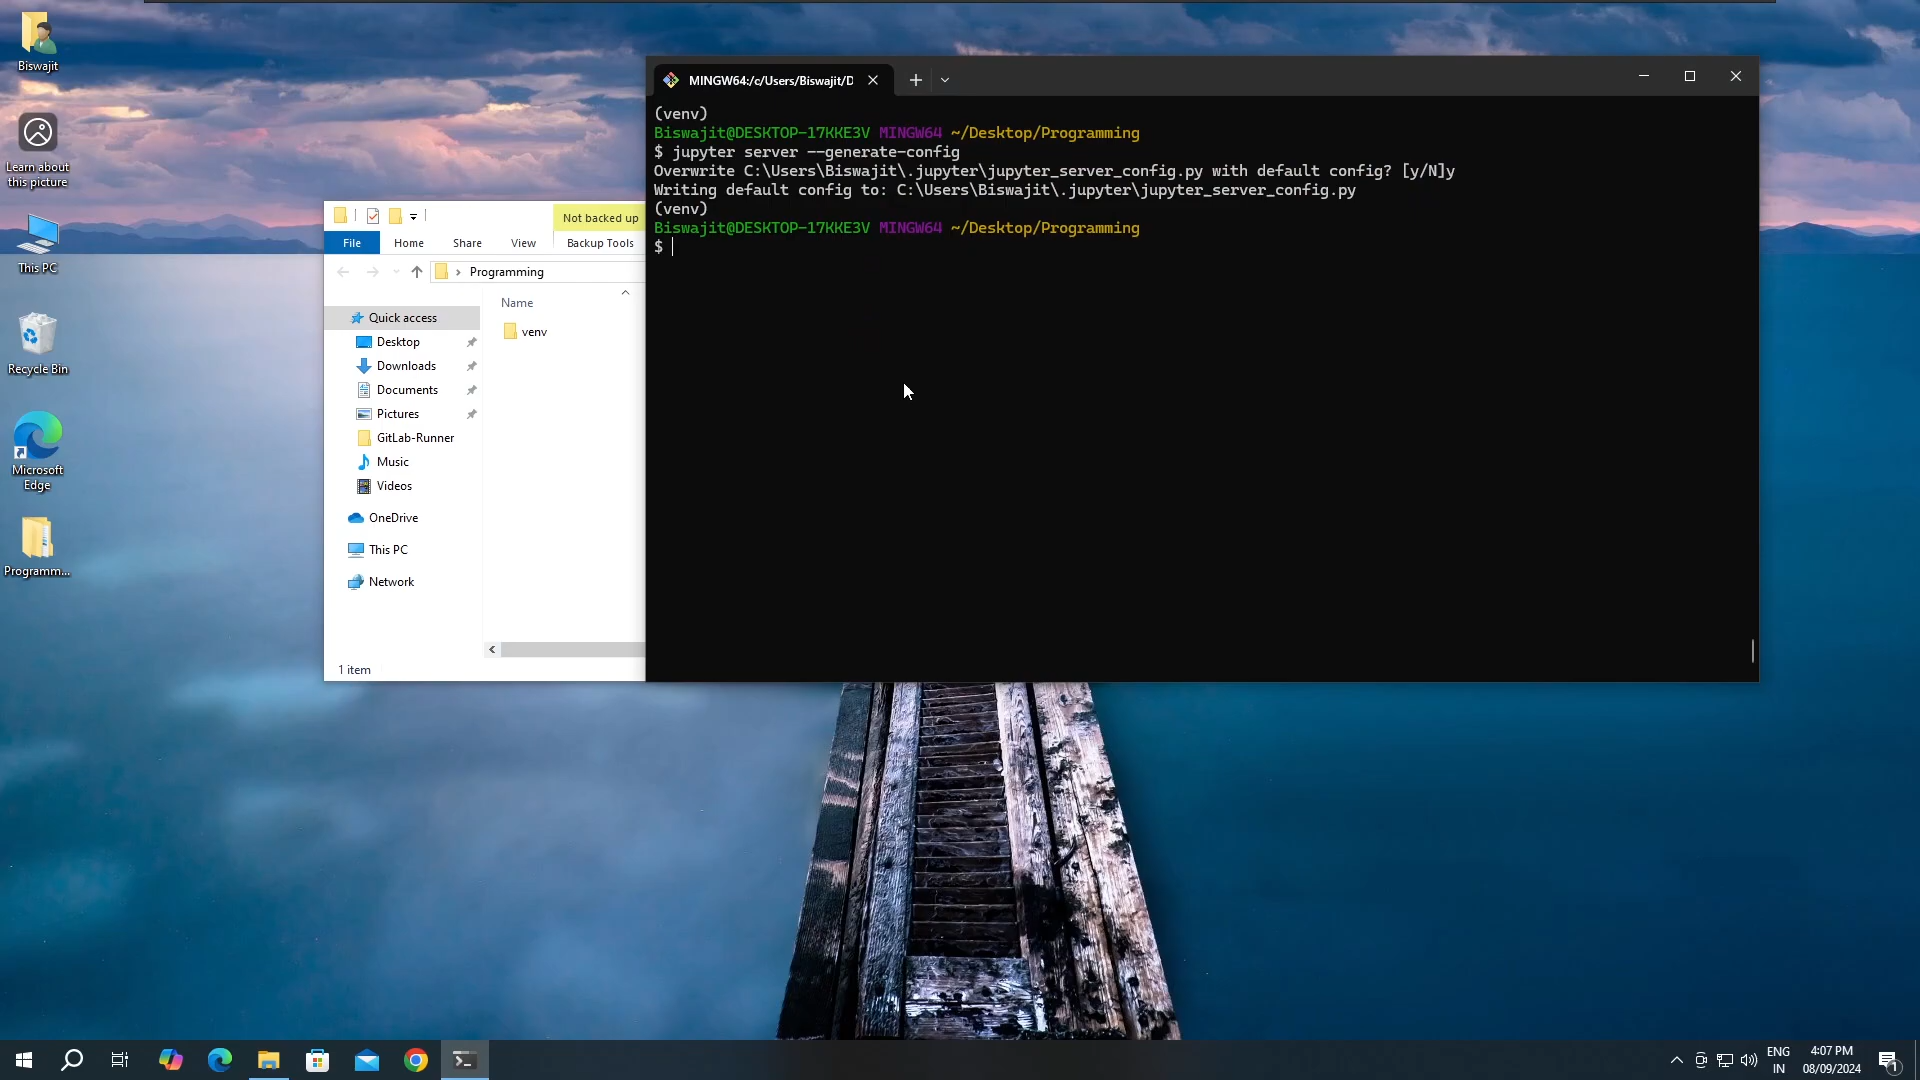 Biswajit
Learn about
this picture
This PC
Recycle Bin
Microsoft
Edge
Programm...
Not backed up
File Home Share View Backup Tools
Programming
Name
venv
Quick access
Desktop
Downloads
Documents
Pictures
GitLab-Runner
Music
Videos
OneDrive
This PC
Network
1 item
MINGW64:/c/Users/Biswajit/D
(venv)
Biswajit@DESKTOP-17KKE3V MINGW64 ~/Desktop/Programming
$ jupyter server --generate-config
Overwrite C:\Users\Biswajit\.jupyter\jupyter_server_config.py with default config? [y/N]y
Writing default config to: C:\Users\Biswajit\.jupyter\jupyter_server_config.py
(venv)
Biswajit@DESKTOP-17KKE3V MINGW64 ~/Desktop/Programming
$
ENG
IN
4:07 PM
08/09/2024
1